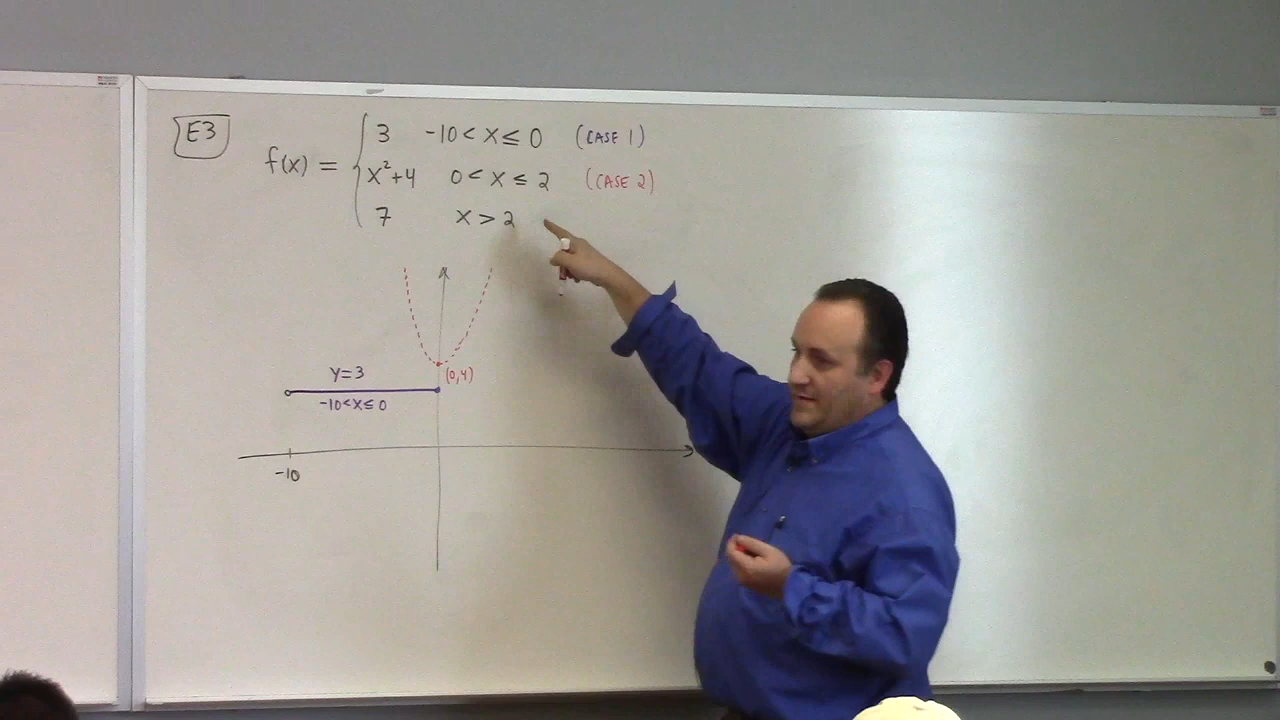 E3
3 -10 < x ≤ 0 (CASE 1)
f(x) = { x²+4 0 < x ≤ 2 (CASE 2)
7 x > 2
y=3
(0,4)
-10<x≤ 0
-10